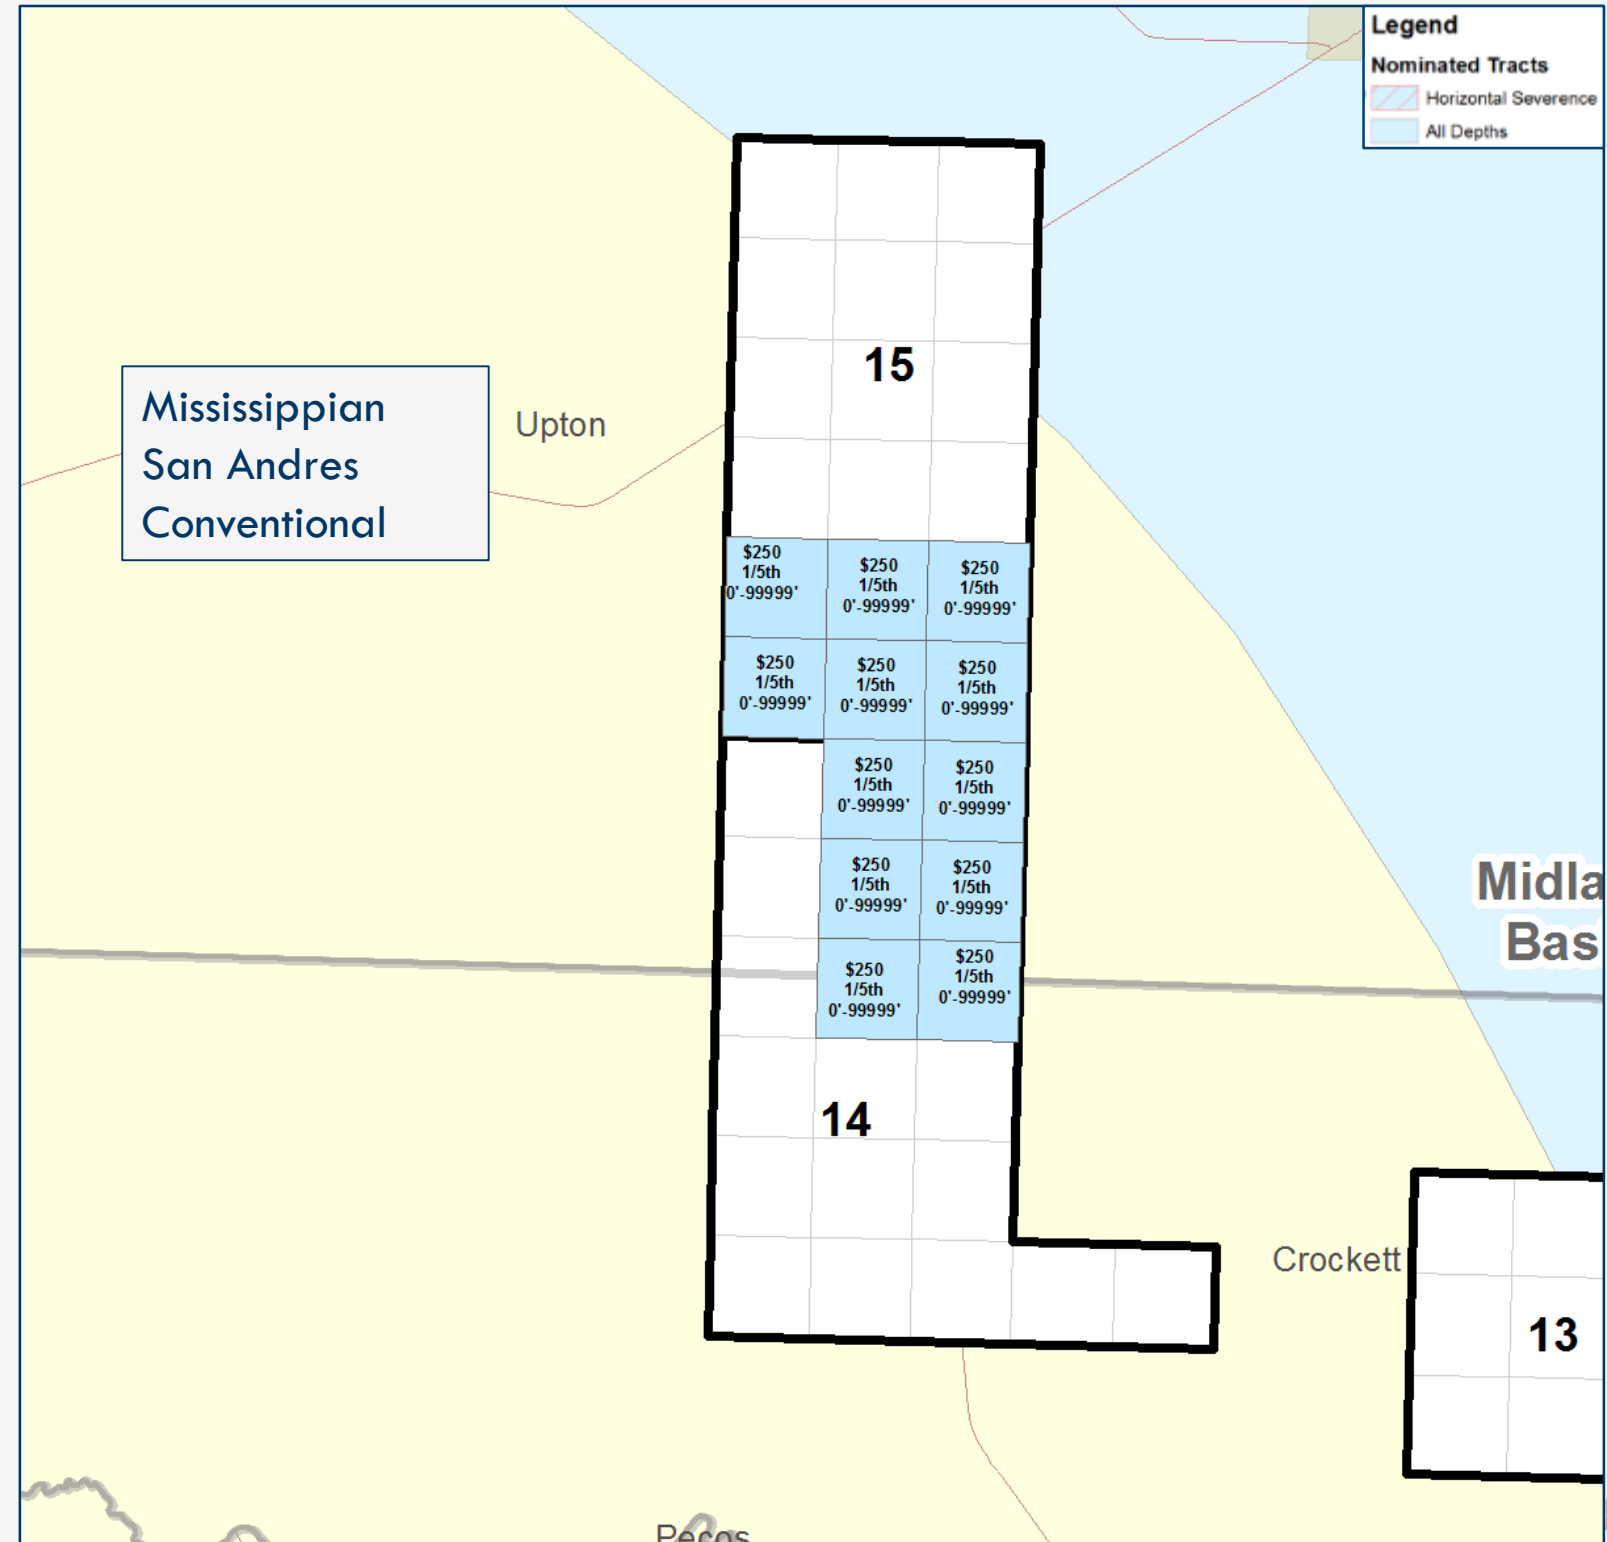 Legend
Nominated Tracts
Horizontal Severence
All Depths
15
Mississippian
San Andres
Conventional
Upton
$250
1/5th
0'-99999'
$250
1/5th
0'-99999'
$250
1/5th
0'-99999'
$250
1/5th
0'-99999'
$250
1/5th
0'-99999'
$250
1/5th
0'-99999'
$250
1/5th
0'-99999'
$250
1/5th
0'-99999'
$250
1/5th
0'-99999'
$250
1/5th
0'-99999'
$250
1/5th
0'-99999'
$250
1/5th
0'-99999'
Midla
Bas
14
Crockett
13
Pecos